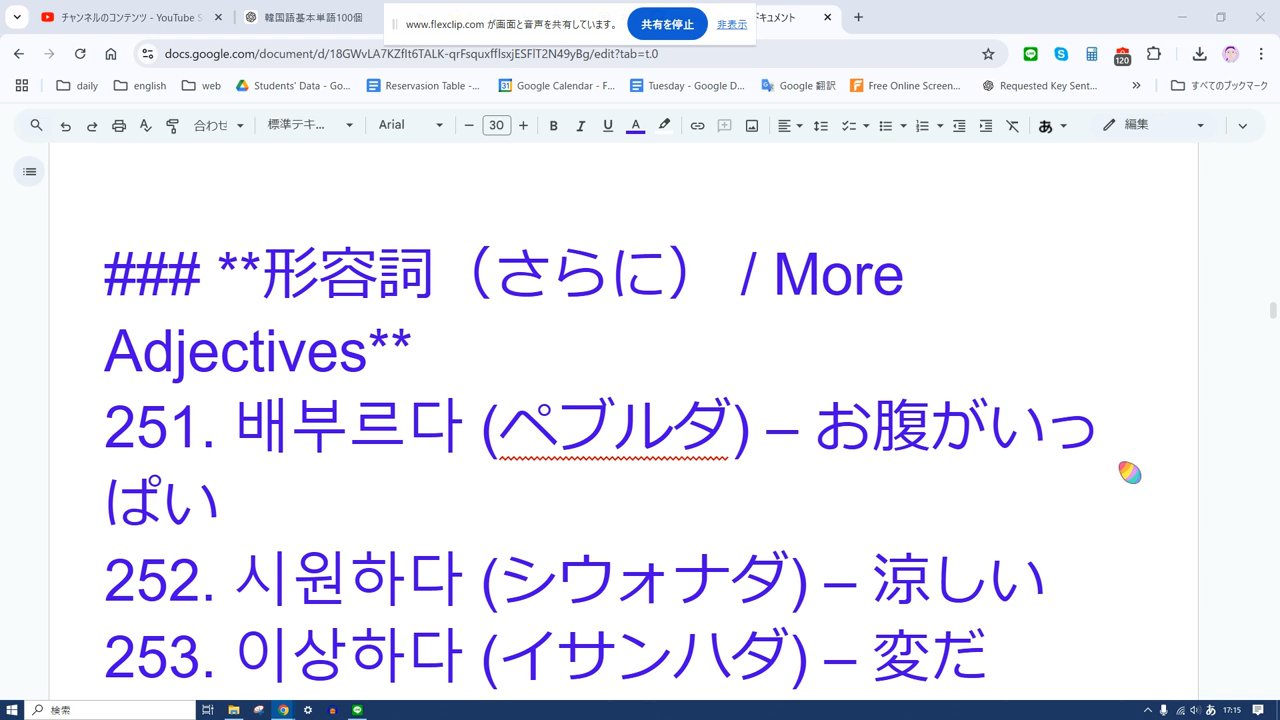 チャンネルのコンテンツ - YouTube S
韓国語基本単語100個
www.flexclip.com が画面と音声を共有しています。
共有を停止
非表示
ドキュメント
docs.google.com/document/d/18GWvLA7KZflt6TALK-qrFsquxfflsxjESFlT2N49yBg/edit?tab=t.0
120
daily
english
web
Students' Data - Go...
Reservasion Table -...
Google Calendar - F...
Tuesday - Google D...
Google 翻訳
Free Online Screen...
Requested Key Sent...
すべてのブックマーク
合わせ
標準テキ...
Arial
30
B I U A
あ
編集
### **形容詞（さらに） / More
Adjectives**
251. 배부르다 (ペブルダ) – お腹がいっ
ぱい
252. 시원하다 (シウォナダ) – 涼しい
253. 이상하다 (イサンハダ) – 変だ
検索
あ
17:15